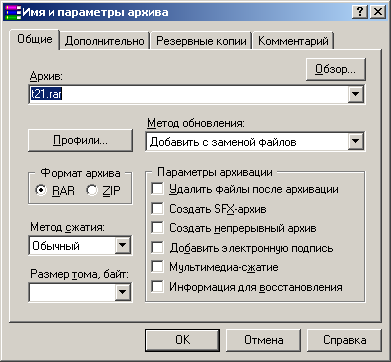 Имя и параметры архива
Общие
Дополнительно
Резервные копии
Комментарий
Обзор...
Архив:
t21.rar
Профили...
Метод обновления:
Добавить с заменой файлов
Формат архива
RAR
ZIP
Метод сжатия:
Обычный
Размер тома, байт:
Параметры архивации
Удалить файлы после архивации
Создать SFX-архив
Создать непрерывный архив
Добавить электронную подпись
Мультимедиа-сжатие
Информация для восстановления
OK
Отмена
Справка